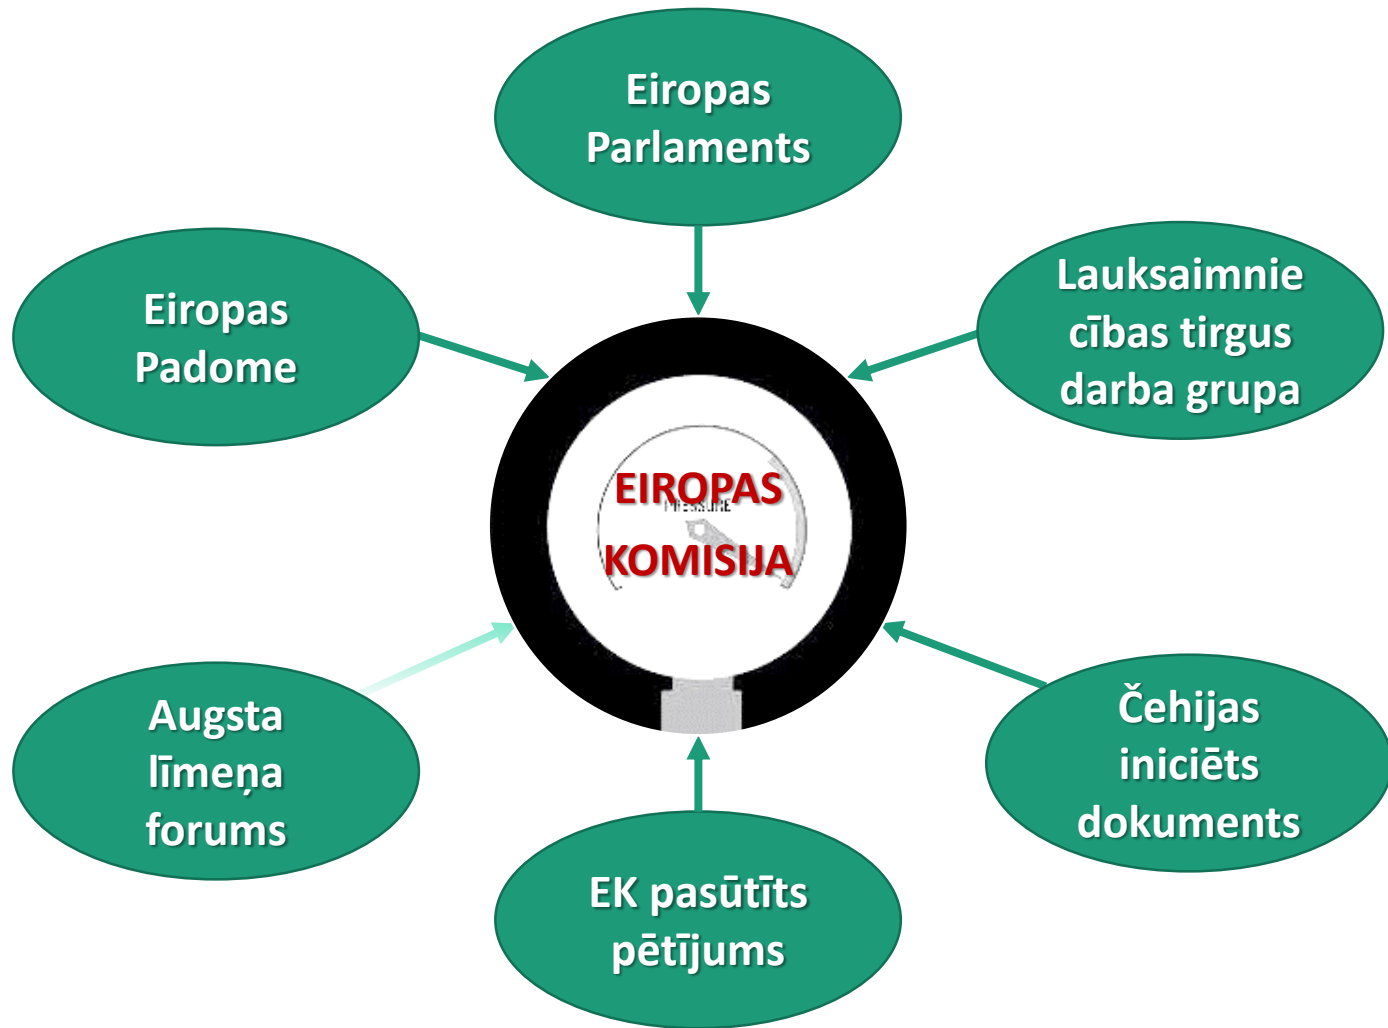 Eiropas
Parlaments
Eiropas
Padome
Lauksaimnie
cības tirgus
darba grupa
EIROPAS
PRESSURE
KOMISIJA
Augsta
līmeņa
forums
Čehijas
iniciēts
dokuments
EK pasūtīts
pētījums